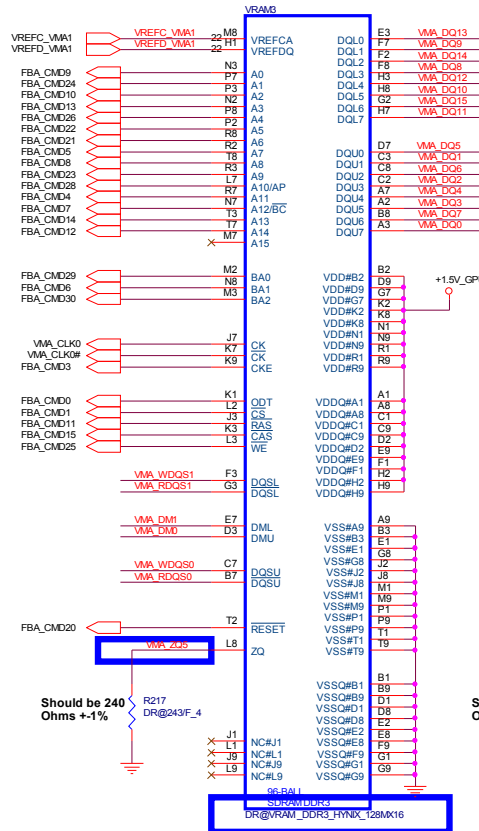 VRAM3
VREFC_VMA1 VREFC_VMA1 22 M8 VREFCA
VREFD_VMA1 VREFD_VMA1 22 H1 VREFDQ
FBA_CMD9 N3 A0
FBA_CMD24 P7 A1
FBA_CMD10 P3 A2
FBA_CMD13 N2 A3
FBA_CMD26 P8 A4
FBA_CMD22 P2 A5
FBA_CMD21 R8 A6
FBA_CMD5 R2 A7
FBA_CMD8 T8 A8
FBA_CMD23 R3 A9
FBA_CMD28 L7 A10/AP
FBA_CMD4 R7 A11
FBA_CMD7 N7 A12/BC
FBA_CMD14 T3 A13
FBA_CMD12 T7 A14
M7 A15
FBA_CMD29 M2 BA0
FBA_CMD6 N8 BA1
FBA_CMD30 M3 BA2
VMA_CLK0 J7 CK
VMA_CLK0# K7 CK
FBA_CMD3 K9 CKE
FBA_CMD0 K1 ODT
FBA_CMD1 L2 CS
FBA_CMD11 J3 RAS
FBA_CMD15 K3 CAS
FBA_CMD25 L3 WE
VMA_WDQS1 F3 DQSL
VMA_RDQS1 G3 DQSL
VMA_DM1 E7 DML
VMA_DM0 D3 DMU
VMA_WDQS0 C7 DQSU
VMA_RDQS0 B7 DQSU
FBA_CMD20 T2 RESET
VMA_ZQ5 L8 ZQ
Should be 240
Ohms +-1%
R217
DR@243/F_4
J1 NC#J1
L1 NC#L1
J9 NC#J9
L9 NC#L9
DQL0 E3 VMA_DQ13
DQL1 F7 VMA_DQ9
DQL2 F2 VMA_DQ14
DQL3 F8 VMA_DQ8
DQL4 H3 VMA_DQ12
DQL5 H8 VMA_DQ10
DQL6 G2 VMA_DQ15
DQL7 H7 VMA_DQ11
DQU0 D7 VMA_DQ5
DQU1 C3 VMA_DQ1
DQU2 C8 VMA_DQ6
DQU3 C2 VMA_DQ2
DQU4 A7 VMA_DQ4
DQU5 A2 VMA_DQ3
DQU6 B8 VMA_DQ7
DQU7 A3 VMA_DQ0
VDD#B2 B2
VDD#D9 D9
VDD#G7 G7
VDD#K2 K2
VDD#K8 K8
VDD#N1 N1
VDD#N9 N9
VDD#R1 R1
VDD#R9 R9
+1.5V_GP
VDDQ#A1 A1
VDDQ#A8 A8
VDDQ#C1 C1
VDDQ#C9 C9
VDDQ#D2 D2
VDDQ#E9 E9
VDDQ#F1 F1
VDDQ#H2 H2
VDDQ#H9 H9
VSS#A9 A9
VSS#B3 B3
VSS#E1 E1
VSS#G8 G8
VSS#J2 J2
VSS#J8 J8
VSS#M1 M1
VSS#M9 M9
VSS#P1 P1
VSS#P9 P9
VSS#T1 T1
VSS#T9 T9
VSSQ#B1 B1
VSSQ#B9 B9
VSSQ#D1 D1
VSSQ#D8 D8
VSSQ#E2 E2
VSSQ#E8 E8
VSSQ#F9 F9
VSSQ#G1 G1
VSSQ#G9 G9
S
O
96-BALL
SDRAM DDR3
DR@VRAM_DDR3_HYNIX_128MX16